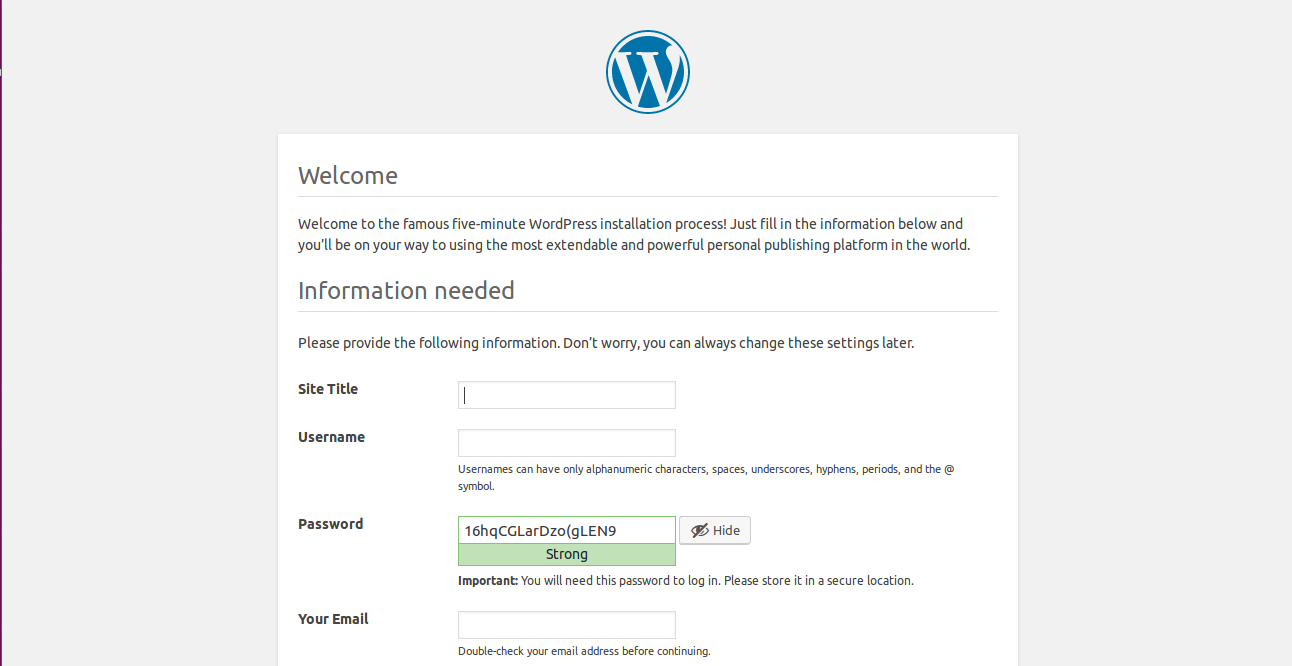 Welcome
Welcome to the famous five-minute WordPress installation process! Just fill in the information below and
you’ll be on your way to using the most extendable and powerful personal publishing platform in the world.
Information needed
Please provide the following information. Don’t worry, you can always change these settings later.
Site Title
Username
Usernames can have only alphanumeric characters, spaces, underscores, hyphens, periods, and the @
symbol.
Password
16hqCGLarDzo(gLEN9
Hide
Strong
Important: You will need this password to log in. Please store it in a secure location.
Your Email
Double-check your email address before continuing.